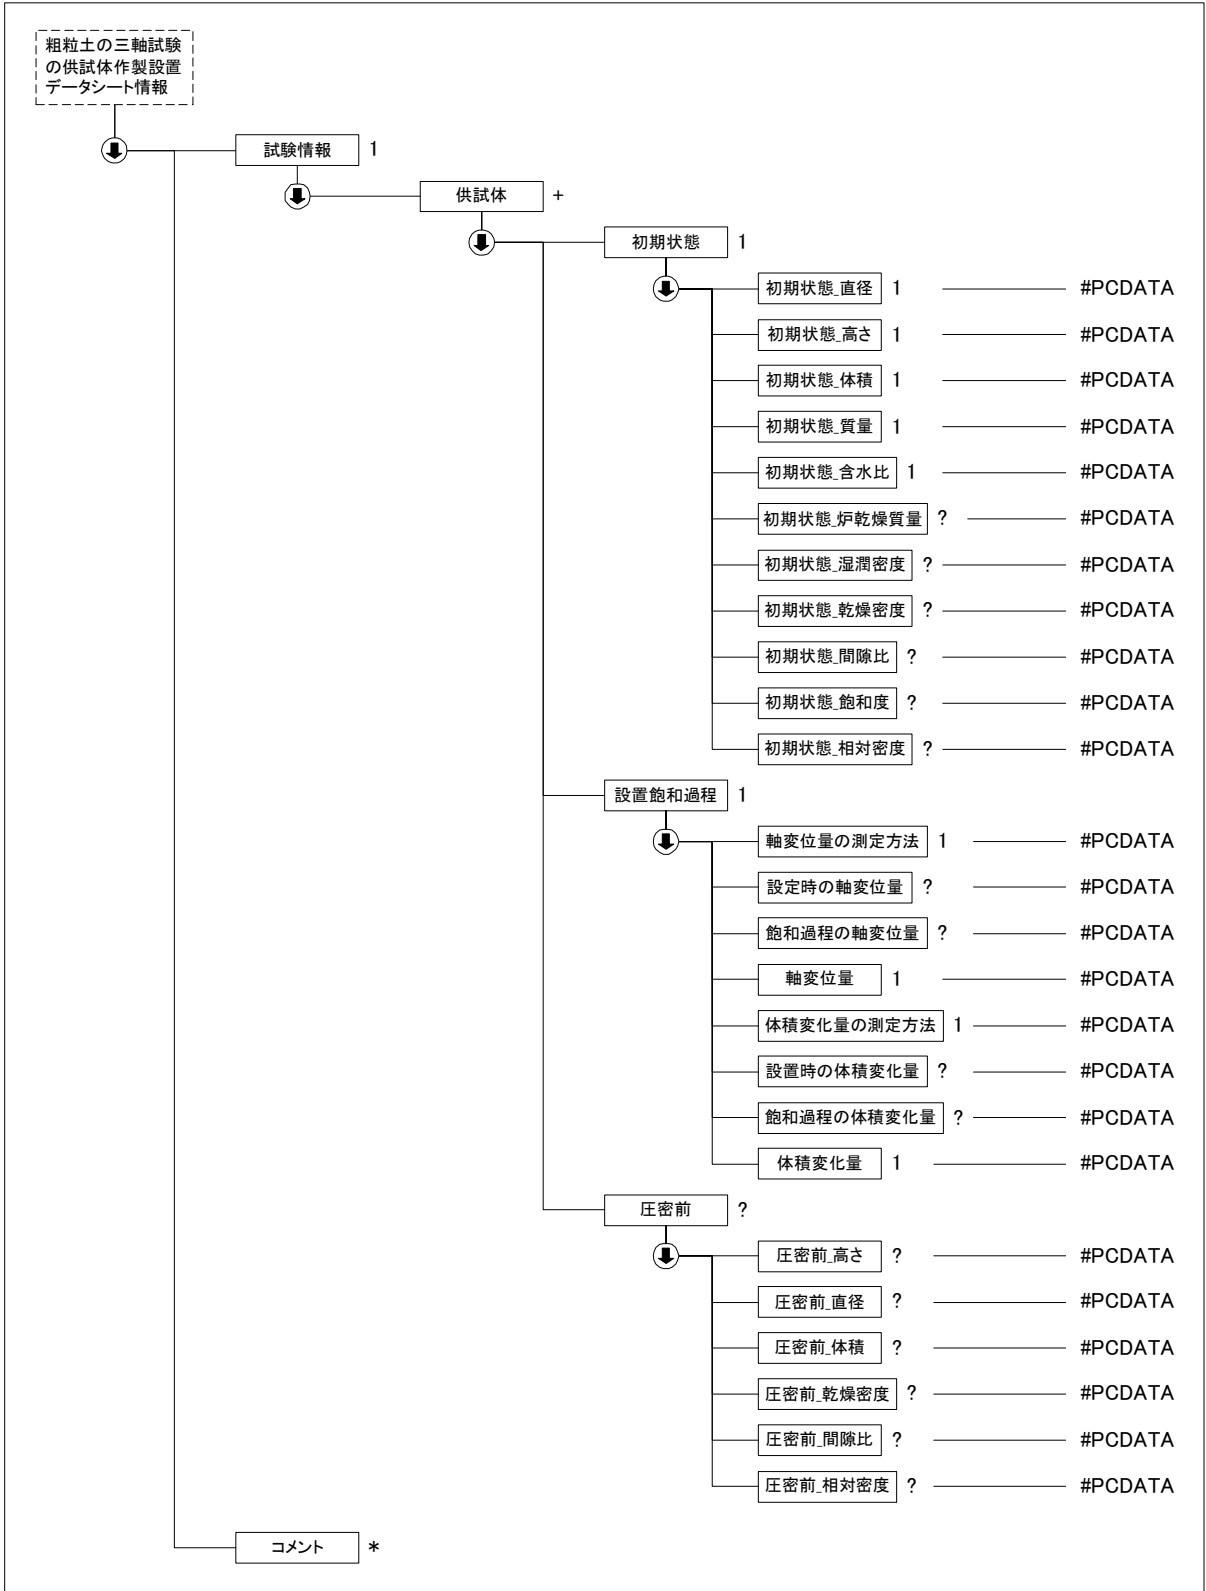 粗粒土の三軸試験
の供試体作製設置
データシート情報
試験情報 1
供試体 +
初期状態 1
初期状態_直径 1 #PCDATA
初期状態_高さ 1 #PCDATA
初期状態_体積 1 #PCDATA
初期状態_質量 1 #PCDATA
初期状態_含水比 1 #PCDATA
初期状態_炉乾燥質量 ? #PCDATA
初期状態_湿潤密度 ? #PCDATA
初期状態_乾燥密度 ? #PCDATA
初期状態_間隙比 ? #PCDATA
初期状態_飽和度 ? #PCDATA
初期状態_相対密度 ? #PCDATA
設置飽和過程 1
軸変位量の測定方法 1 #PCDATA
設定時の軸変位量 ? #PCDATA
飽和過程の軸変位量 ? #PCDATA
軸変位量 1 #PCDATA
体積変化量の測定方法 1 #PCDATA
設置時の体積変化量 ? #PCDATA
飽和過程の体積変化量 ? #PCDATA
体積変化量 1 #PCDATA
圧密前 ?
圧密前_高さ ? #PCDATA
圧密前_直径 ? #PCDATA
圧密前_体積 ? #PCDATA
圧密前_乾燥密度 ? #PCDATA
圧密前_間隙比 ? #PCDATA
圧密前_相対密度 ? #PCDATA
コメント *